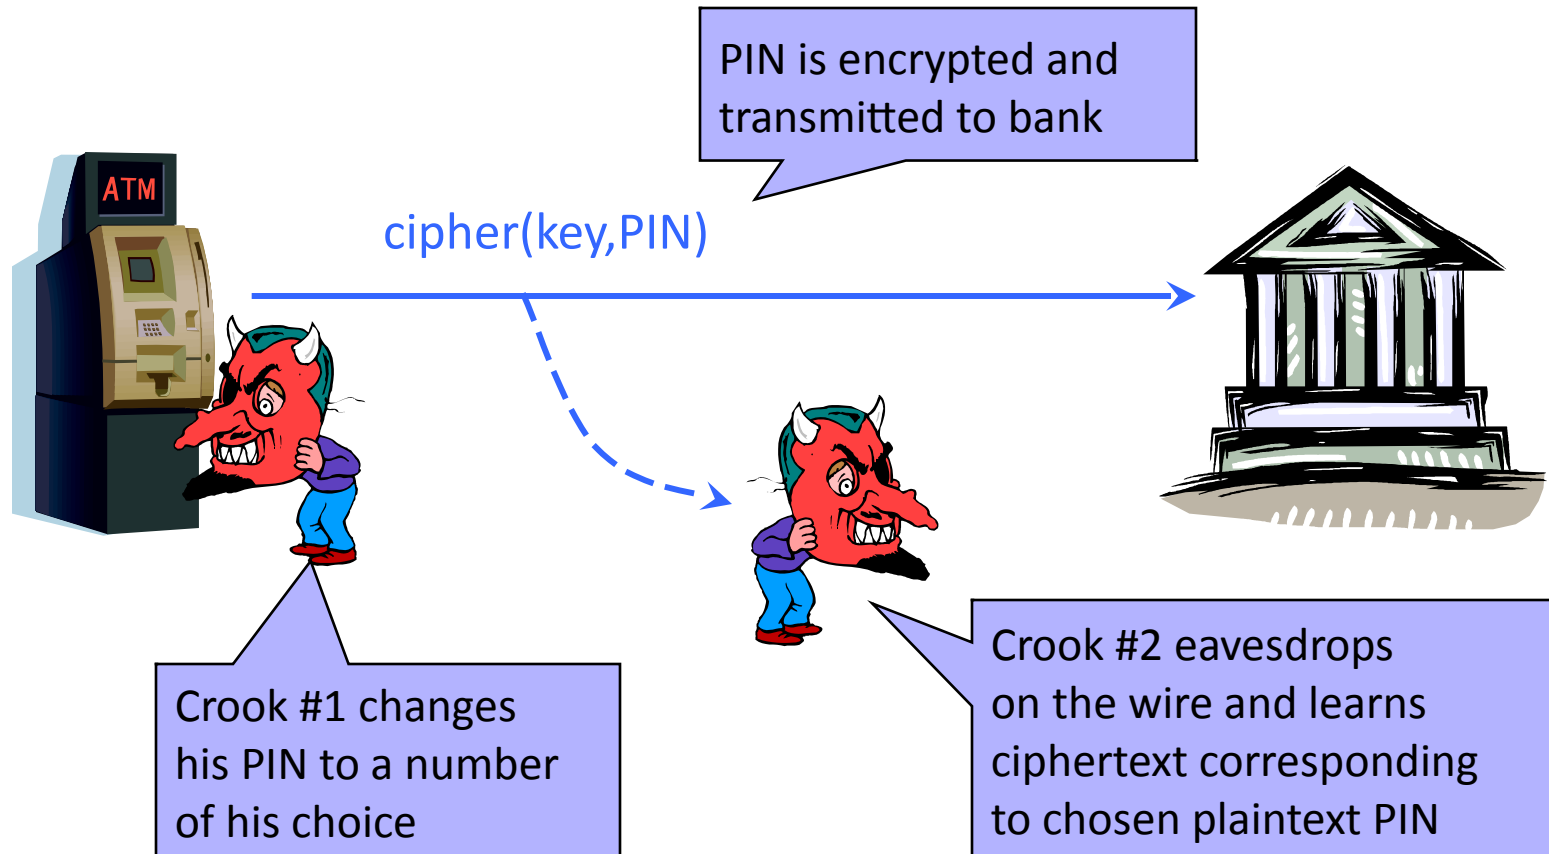 PIN is encrypted and
transmitted to bank
ATM
cipher(key,PIN)
Crook #1 changes
his PIN to a number
of his choice
Crook #2 eavesdrops
on the wire and learns
ciphertext corresponding
to chosen plaintext PIN